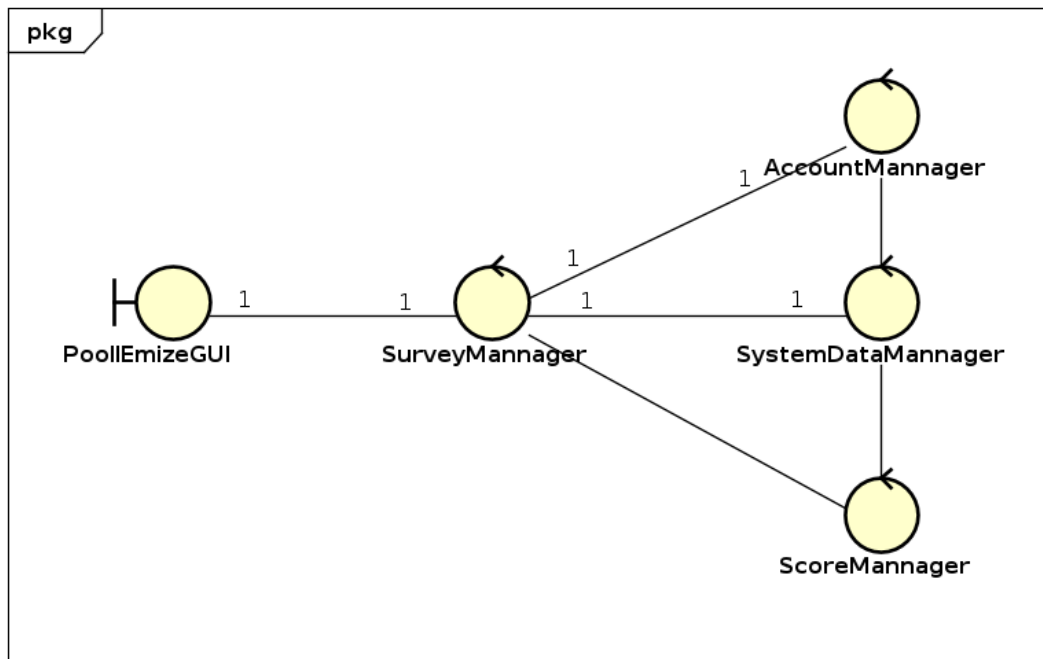 pkg
AccountMannager
1
1
1
1
1
1
PoollEmizeGUI
SurveyMannager
SystemDataMannager
ScoreMannager